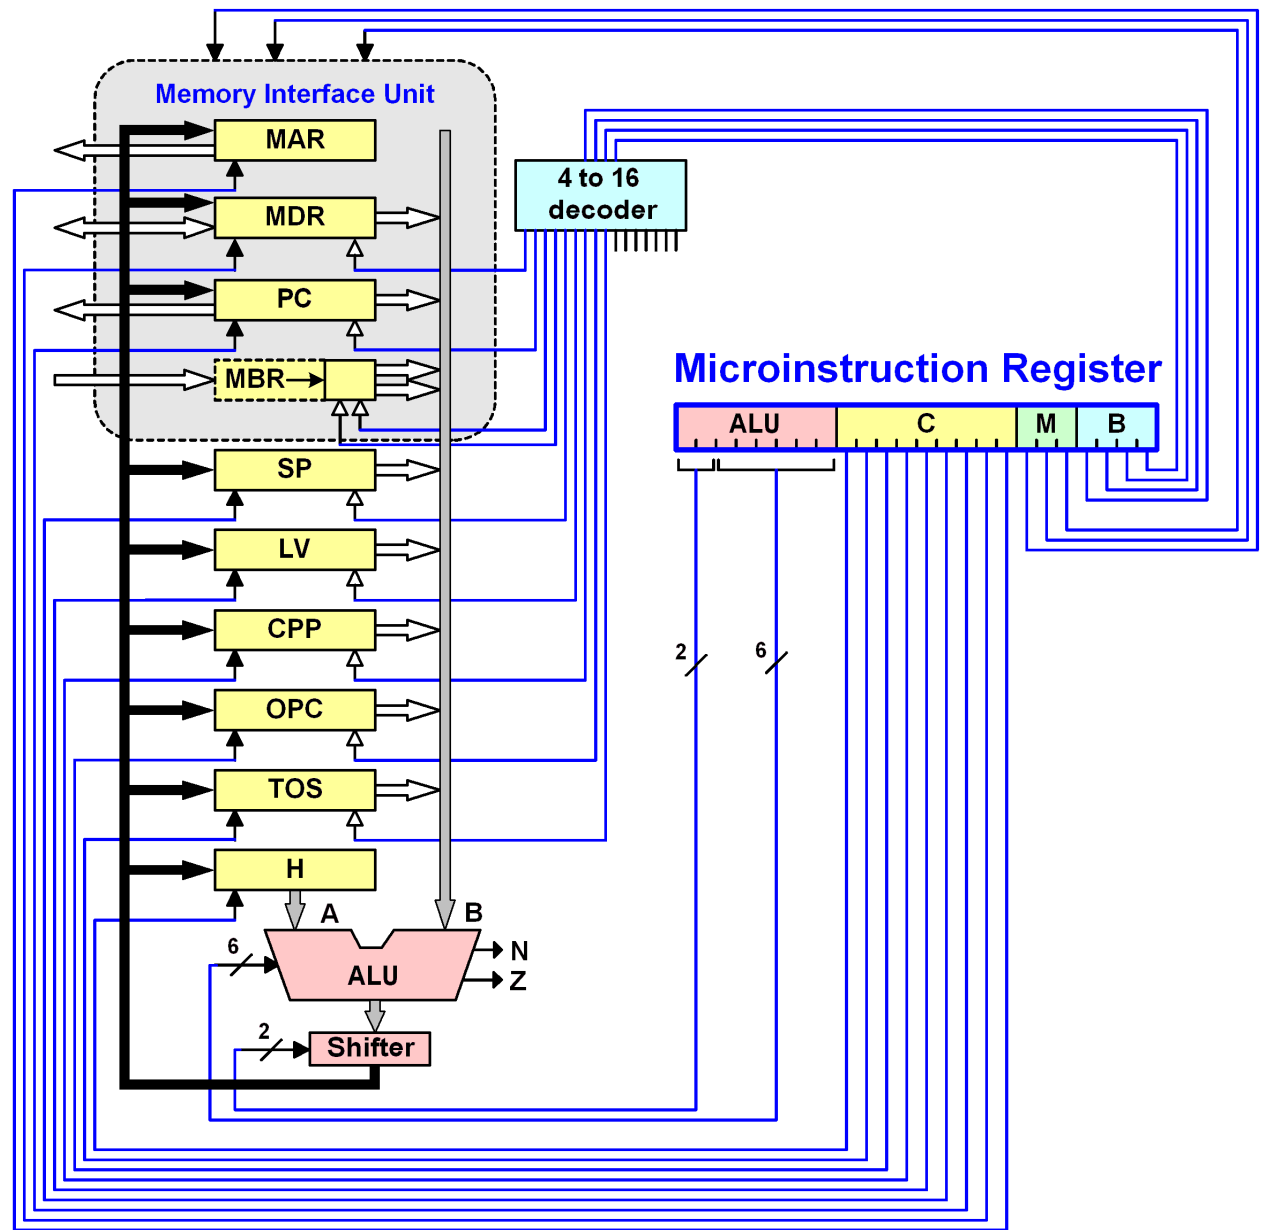 Memory Interface Unit
MAR
4 to 16
decoder
MDR
PC
Microinstruction Register
MBR
ALU C M B
SP
LV
CPP
2 6
OPC
TOS
H
A B
6 N
ALU Z
2
Shifter